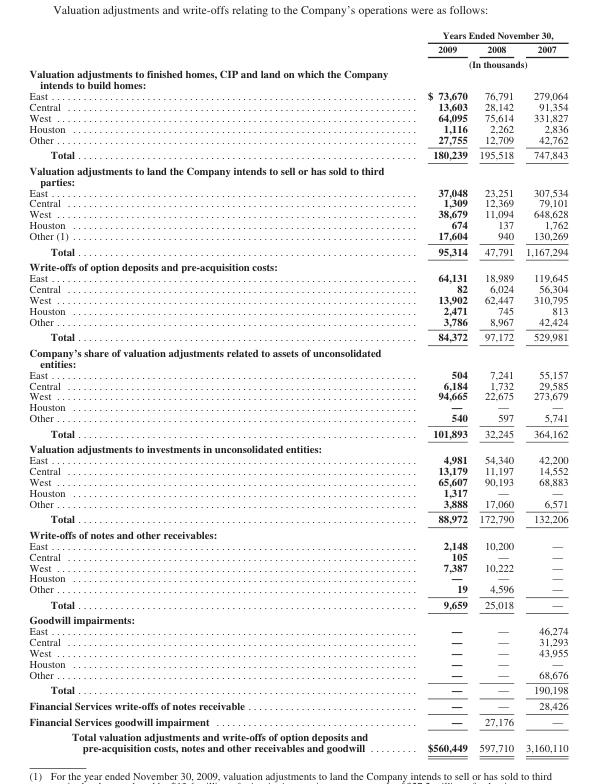 Valuation adjustments and write-offs relating to the Company's operations were as follows:
Years Ended November 30,
2009 2008 2007
(In thousands)
Valuation adjustments to finished homes, CIP and land on which the Company
intends to build homes:
East $ 73,670 76,791 279,064
Central 13,603 28,142 91,354
West 64,095 75,614 331,827
Houston 1,116 2,262 2,836
Other 27,755 12,709 42,762
Total 180,239 195,518 747,843
Valuation adjustments to land the Company intends to sell or has sold to third
parties:
East 37,048 23,251 307,534
Central 1,309 12,369 79,101
West 38,679 11,094 648,628
Houston 674 137 1,762
Other (1) 17,604 940 130,269
Total 95,314 47,791 1,167,294
Write-offs of option deposits and pre-acquisition costs:
East 64,131 18,989 119,645
Central 82 6,024 56,304
West 13,902 62,447 310,795
Houston 2,471 745 813
Other 3,786 8,967 42,424
Total 84,372 97,172 529,981
Company's share of valuation adjustments related to assets of unconsolidated
entities:
East 504 7,241 55,157
Central 6,184 1,732 29,585
West 94,665 22,675 273,679
Houston — — —
Other 540 597 5,741
Total 101,893 32,245 364,162
Valuation adjustments to investments in unconsolidated entities:
East 4,981 54,340 42,200
Central 13,179 11,197 14,552
West 65,607 90,193 68,883
Houston 1,317 — —
Other 3,888 17,060 6,571
Total 88,972 172,790 132,206
Write-offs of notes and other receivables:
East 2,148 10,200 —
Central 105 — —
West 7,387 10,222 —
Houston — — —
Other 19 4,596 —
Total 9,659 25,018 —
Goodwill impairments:
East — — 46,274
Central — — 31,293
West — — 43,955
Houston — — —
Other — — 68,676
Total — — 190,198
Financial Services write-offs of notes receivable — — 28,426
Financial Services goodwill impairment — 27,176 —
Total valuation adjustments and write-offs of option deposits and
pre-acquisition costs, notes and other receivables and goodwill $560,449 597,710 3,160,110
(1) For the year ended November 30, 2009, valuation adjustments to land the Company intends to sell or has sold to third